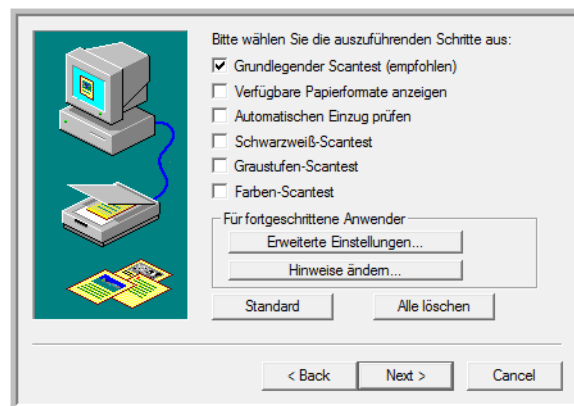 Bitte wählen Sie die auszuführenden Schritte aus:
Grundlegender Scantest (empfohlen)
Verfügbare Papierformate anzeigen
Automatischen Einzug prüfen
Schwarzweiß-Scantest
Graustufen-Scantest
Farben-Scantest
Für fortgeschrittene Anwender
Erweiterte Einstellungen...
Hinweise ändern...
Standard Alle löschen
< Back Next > Cancel